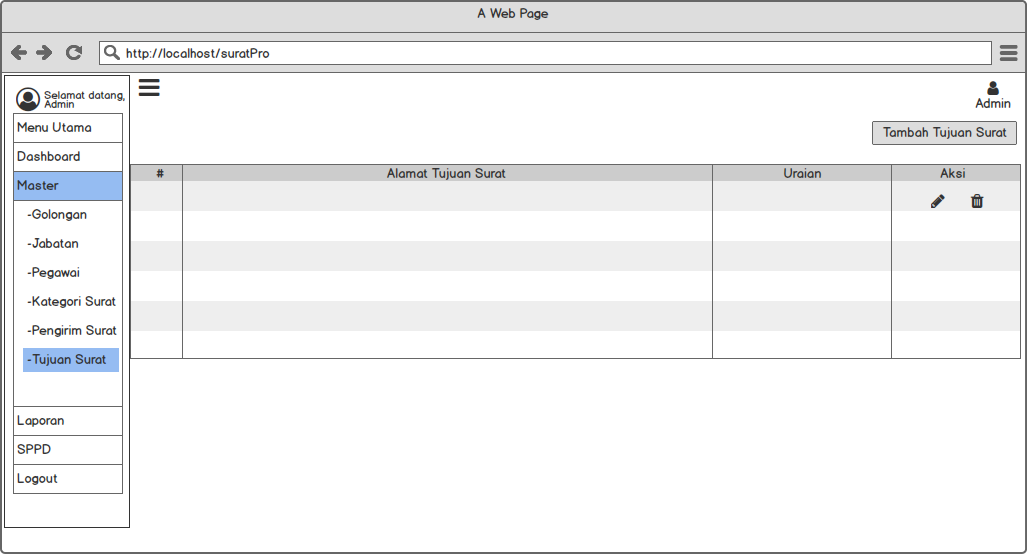 A Web Page
http://localhost/suratPro
Selamat datang,
Admin
Admin
Menu Utama
Tambah Tujuan Surat
Dashboard
Master
-Golongan
-Jabatan
-Pegawai
-Kategori Surat
-Pengirim Surat
-Tujuan Surat
Laporan
SPPD
Logout
# Alamat Tujuan Surat Uraian Aksi